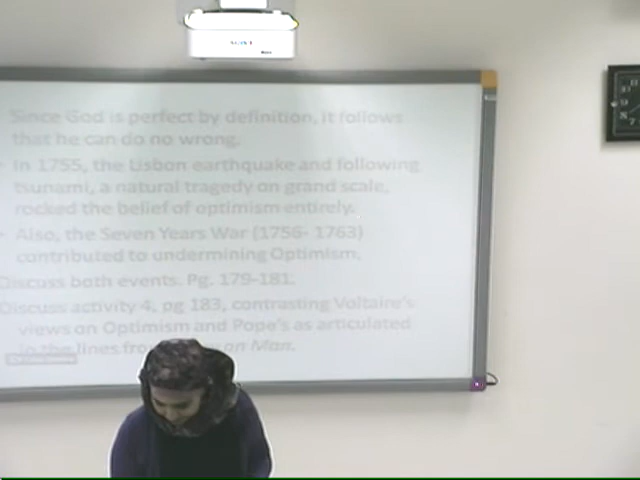 Since God is perfect by definition, it follows
that he can do no wrong.
• In 1755, the Lisbon earthquake and following
tsunami, a natural tragedy on grand scale,
rocked the belief of optimism entirely.
• Also, the Seven Years War (1756- 1763)
contributed to undermining Optimism.
Discuss both events. Pg. 179-181.
Discuss activity 4, pg 183, contrasting Voltaire's
views on Optimism and Pope's as articulated
in the lines from on Man.